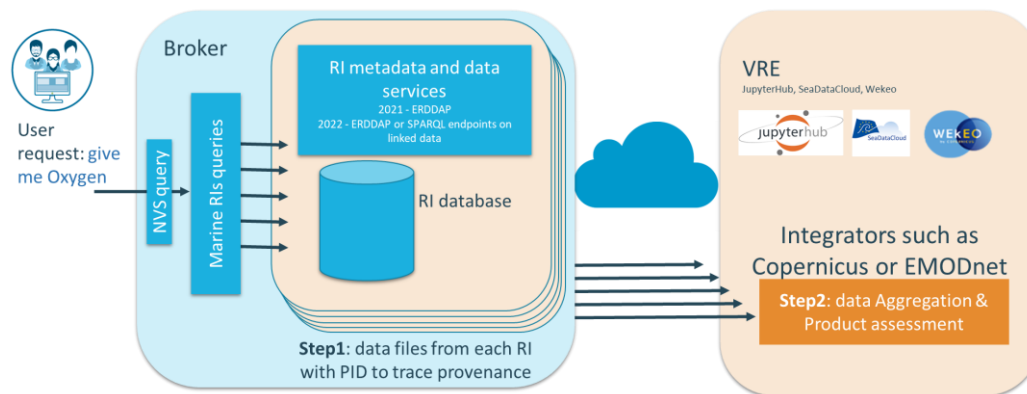 Broker
User
request: give
me Oxygen
NVS query
Marine RIs queries
RI metadata and data
services
2021 - ERDDAP
2022 - ERDDAP or SPARQL endpoints on
linked data
RI database
Step1: data files from each RI
with PID to trace provenance
VRE
JupyterHub, SeaDataCloud, Wekeo
jupyterhub
SeaDataCloud
WEkEO
Integrators such as
Copernicus or EMODnet
Step2: data Aggregation &
Product assessment